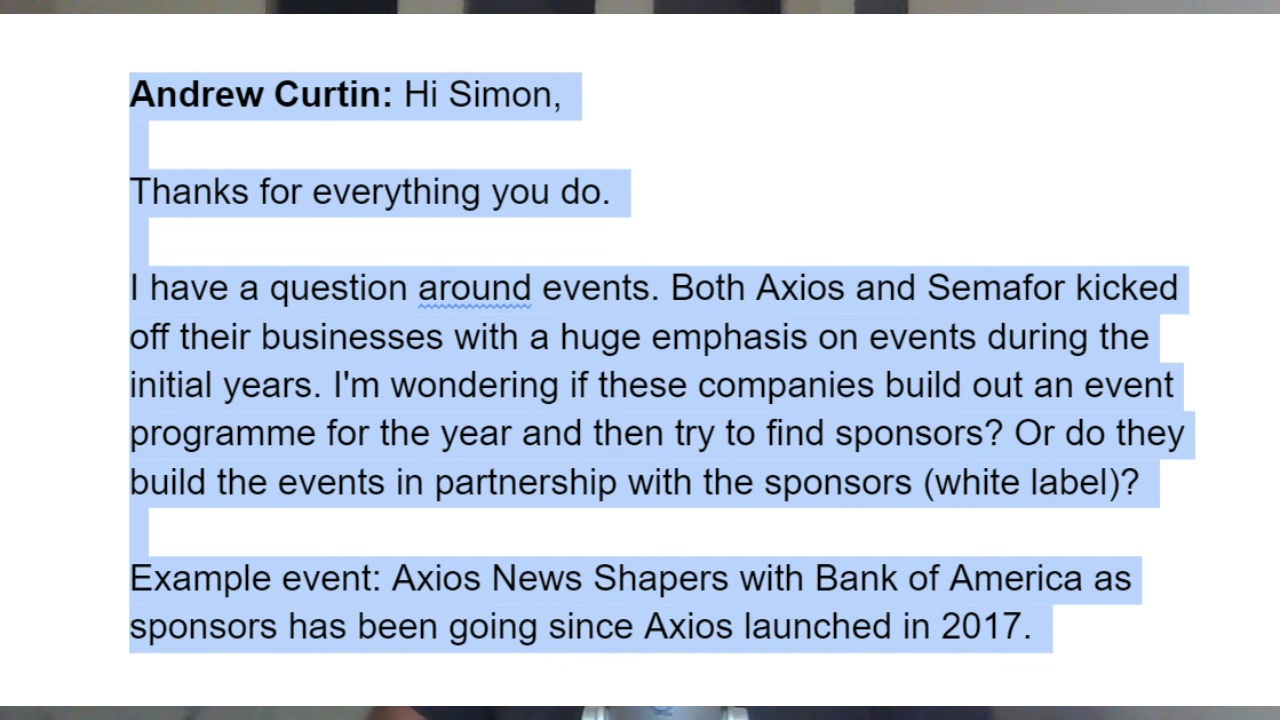 Andrew Curtin: Hi Simon,
Thanks for everything you do.
I have a question around events. Both Axios and Semafor kicked
off their businesses with a huge emphasis on events during the
initial years. I'm wondering if these companies build out an event
programme for the year and then try to find sponsors? Or do they
build the events in partnership with the sponsors (white label)?
Example event: Axios News Shapers with Bank of America as
sponsors has been going since Axios launched in 2017.